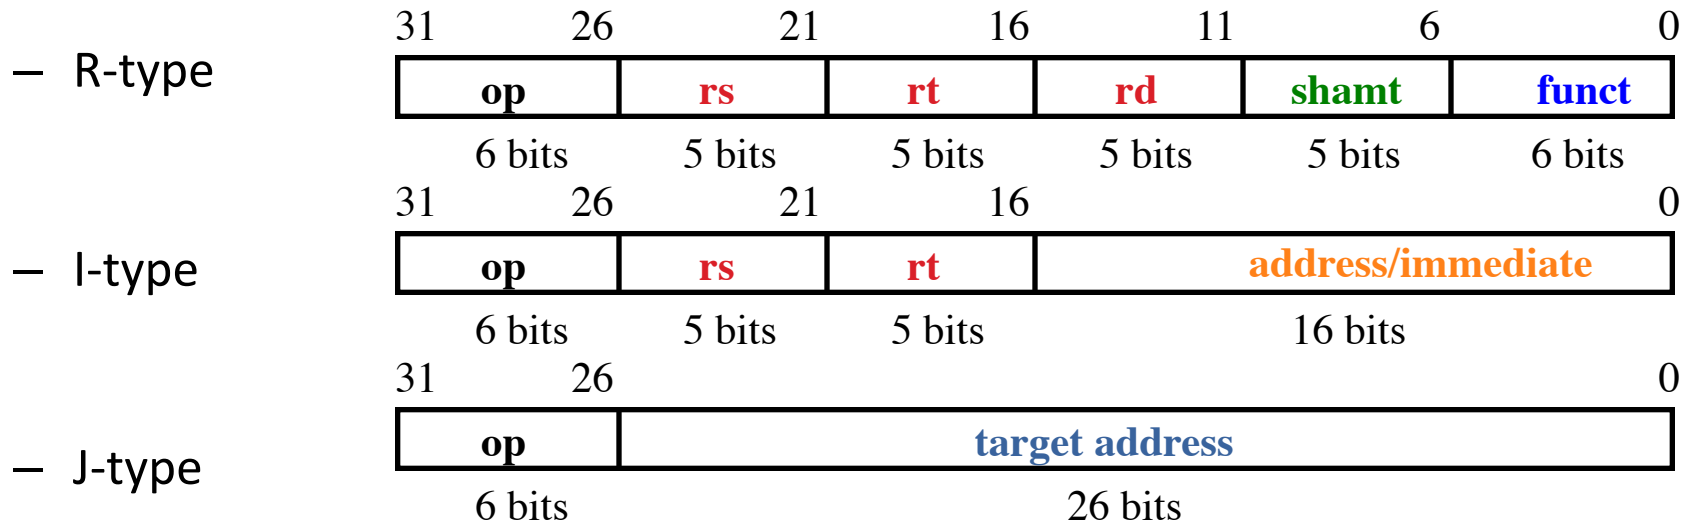 31 26 21 16 11 6 0
– R-type op rs rt rd shamt funct
6 bits 5 bits 5 bits 5 bits 5 bits 6 bits
31 26 21 16 0
– I-type op rs rt address/immediate
6 bits 5 bits 5 bits 16 bits
31 26 0
– J-type op target address
6 bits 26 bits